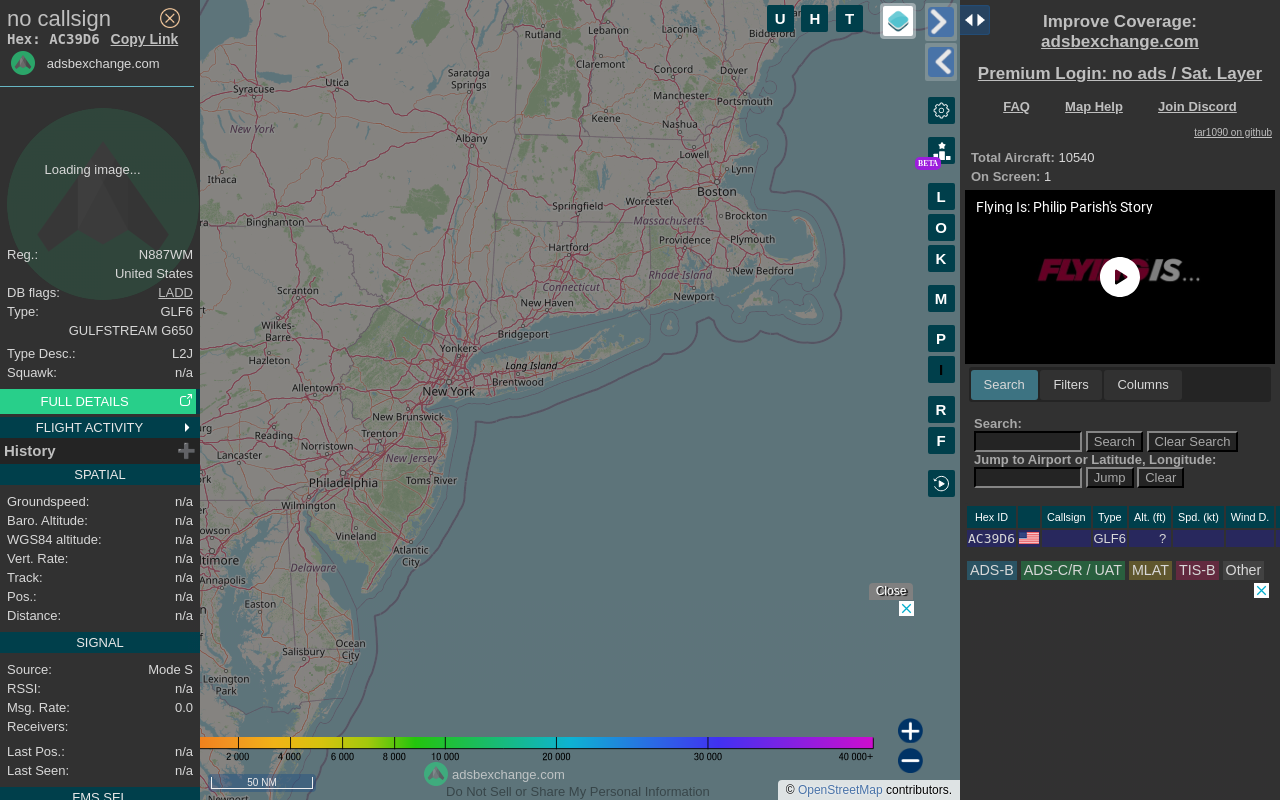 no callsign
Hex: AC39D6 Copy Link
adsbexchange.com
Loading image...
Reg.: N887WM
United States
DB flags: LADD
Type: GLF6
GULFSTREAM G650
Type Desc.: L2J
Squawk: n/a
FULL DETAILS
FLIGHT ACTIVITY
History
SPATIAL
Groundspeed: n/a
Baro. Altitude: n/a
WGS84 altitude: n/a
Vert. Rate: n/a
Track: n/a
Pos.: n/a
Distance: n/a
SIGNAL
Source: Mode S
RSSI: n/a
Msg. Rate: 0.0
Receivers:
Last Pos.: n/a
Last Seen: n/a
FMS SEL
Rutland
Lebanon
Laconia
Biddeford
Claremont
Concord
Dover
Saratoga
Springs
Utica
Syracuse
Manchester
Portsmouth
Keene
Nashua
New York
Albany
Lowell
Lynn
Ithaca
Boston
Worcester
Springfield
Massachusetts
Brockton
Binghamton
Hartford
Providence
Plymouth
New Bedford
Rhode Island
Connecticut
Newport
New Haven
Scranton
Wilkes-
Barre
Bridgeport
Yonkers
Hazleton
Long Island
Brentwood
Allentown
New York
New Brunswick
Reading
Trenton
Norristown
Lancaster
New Jersey
Philadelphia
Toms River
Wilmington
Vineland
Atlantic
City
Annapolis
Delaware
Easton
Ocean
City
Salisbury
Lexington
Park
U H T
BETA
L
O
K
M
P
I
R
F
Close
2 000 4 000 6 000 8 000 10 000 20 000 30 000 40 000+
50 NM
adsbexchange.com
Do Not Sell or Share My Personal Information
© OpenStreetMap contributors.
Improve Coverage:
adsbexchange.com
Premium Login: no ads / Sat. Layer
FAQ Map Help Join Discord
tar1090 on github
Total Aircraft: 10540
On Screen: 1
Flying Is: Philip Parish's Story
FLYING IS...
Search Filters Columns
Search:
Search Clear Search
Jump to Airport or Latitude, Longitude:
Jump Clear
Hex ID Callsign Type Alt. (ft) Spd. (kt) Wind D.
AC39D6 GLF6 ?
ADS-B ADS-C/R / UAT MLAT TIS-B Other